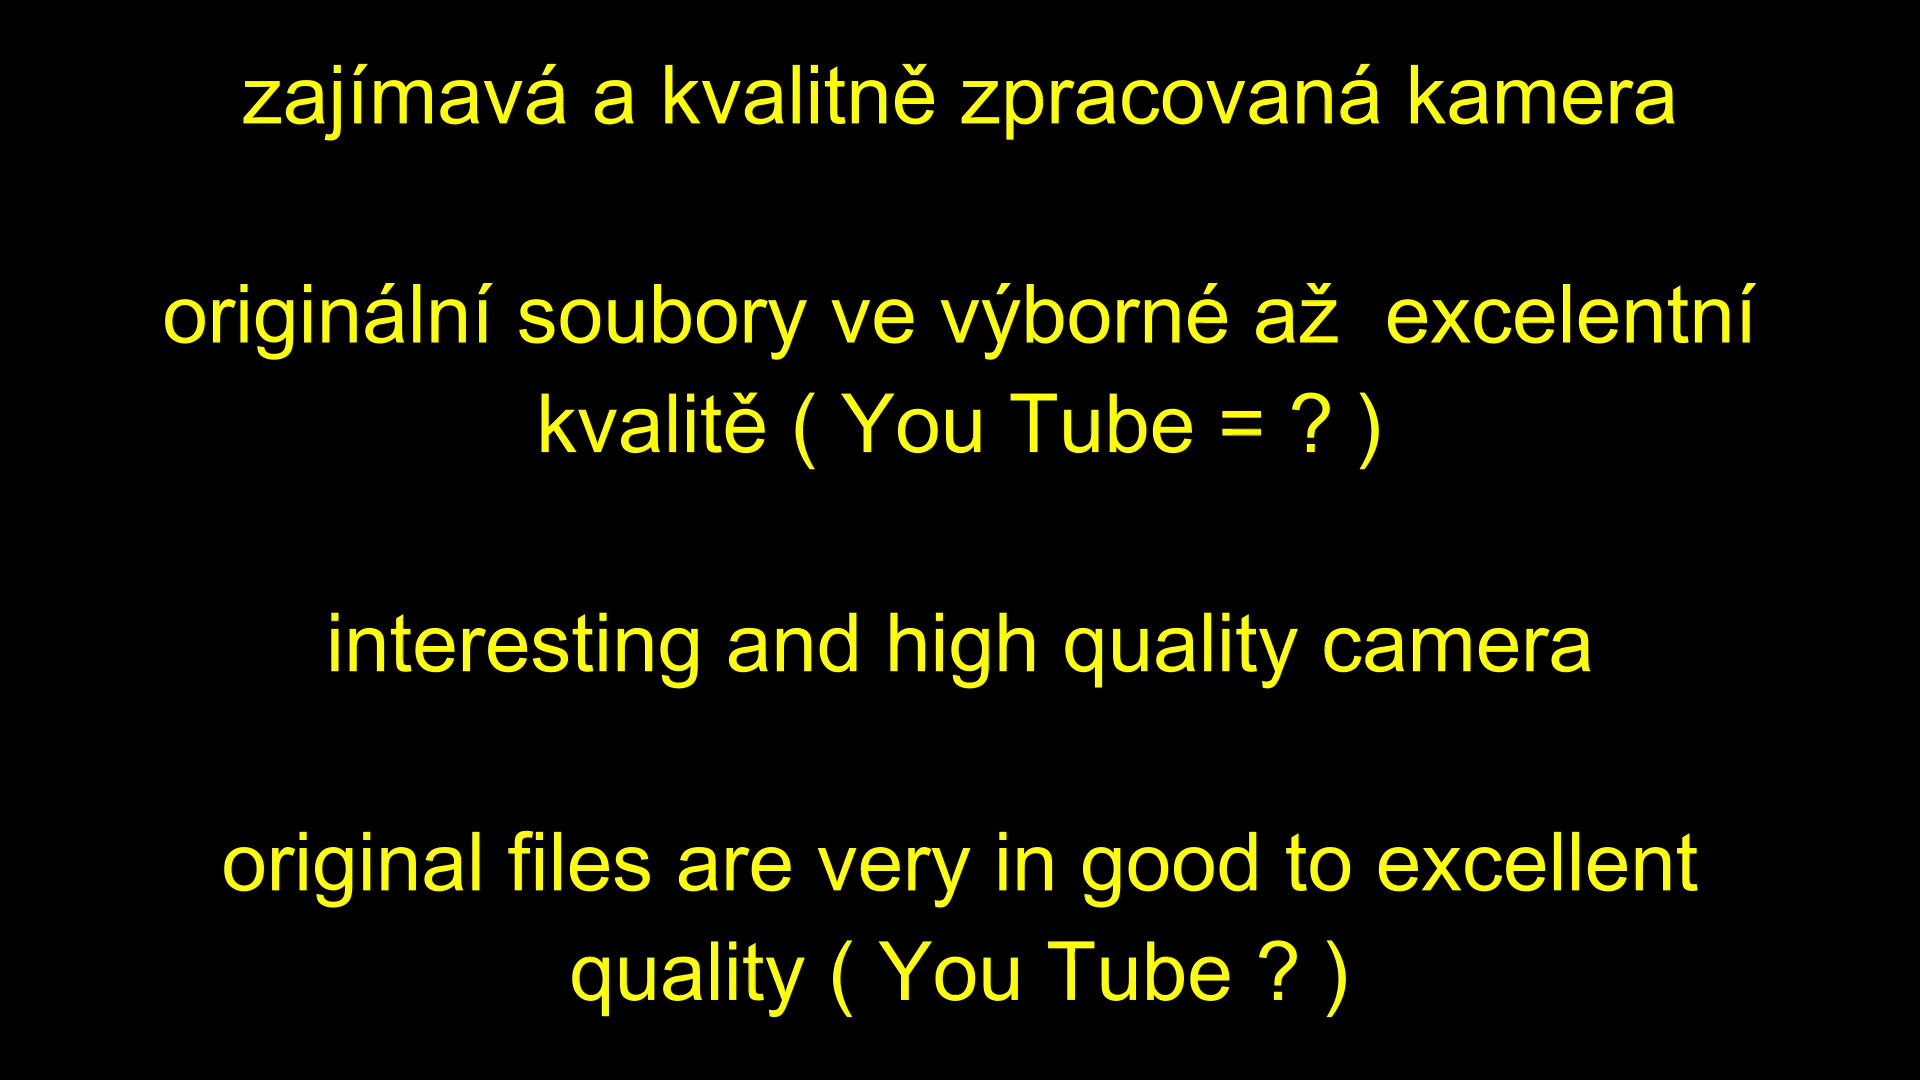 zajímavá a kvalitně zpracovaná kamera
originální soubory ve výborné až  excelentní
kvalitě ( You Tube = ? )
interesting and high quality camera
original files are very in good to excellent
quality ( You Tube ? )